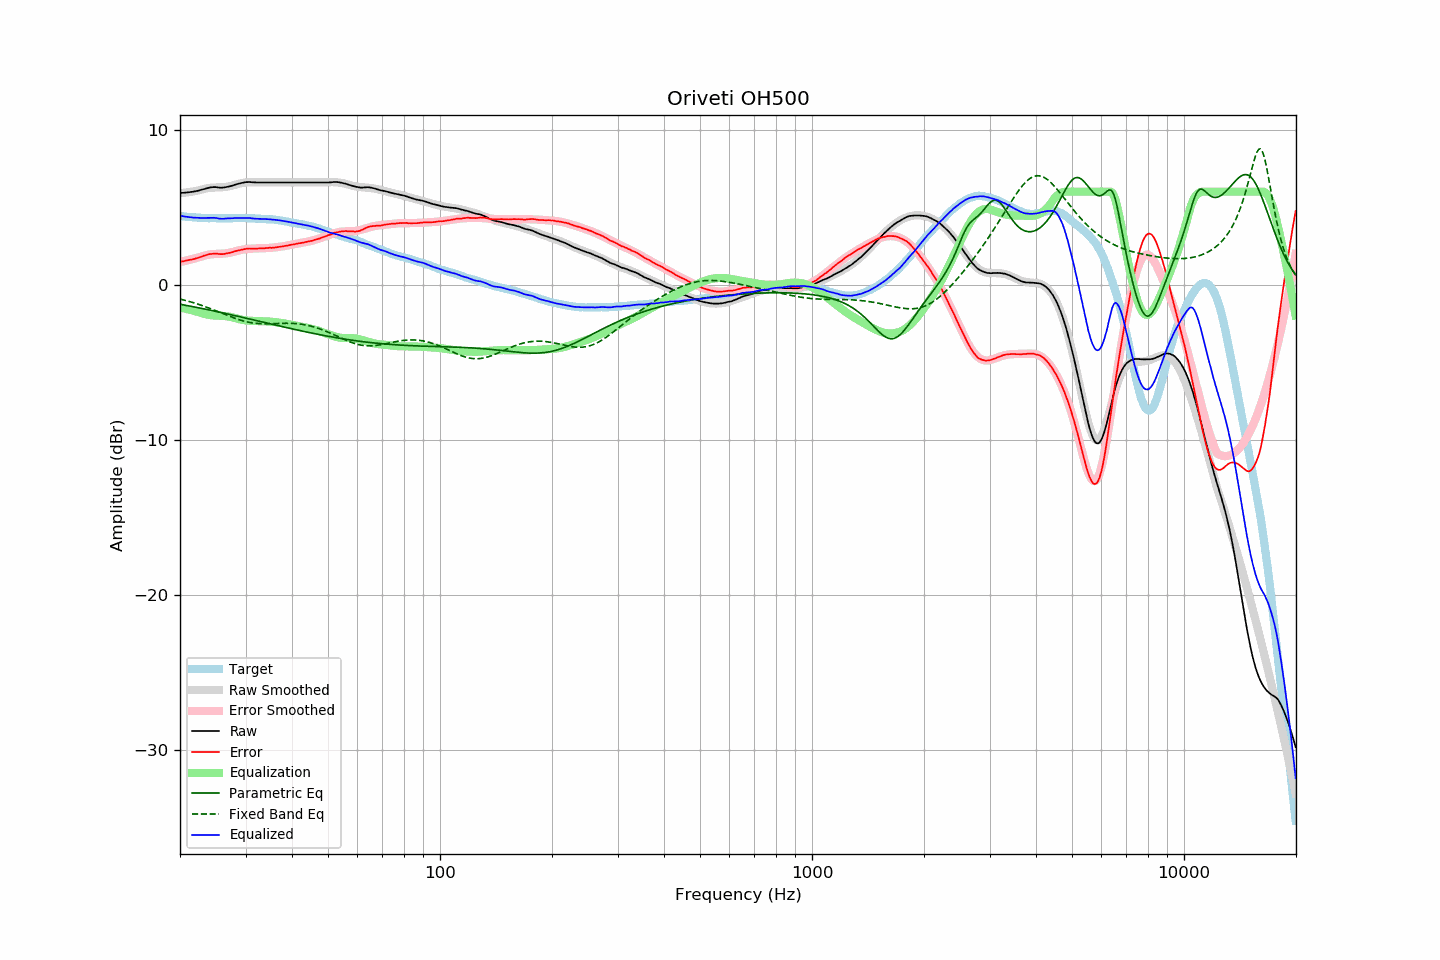 Oriveti OH500
10
0
−10
−20
−30
Amplitude (dBr)
Target
Raw Smoothed
Error Smoothed
Raw
Error
Equalization
Parametric Eq
Fixed Band Eq
Equalized
100
1000
10000
Frequency (Hz)